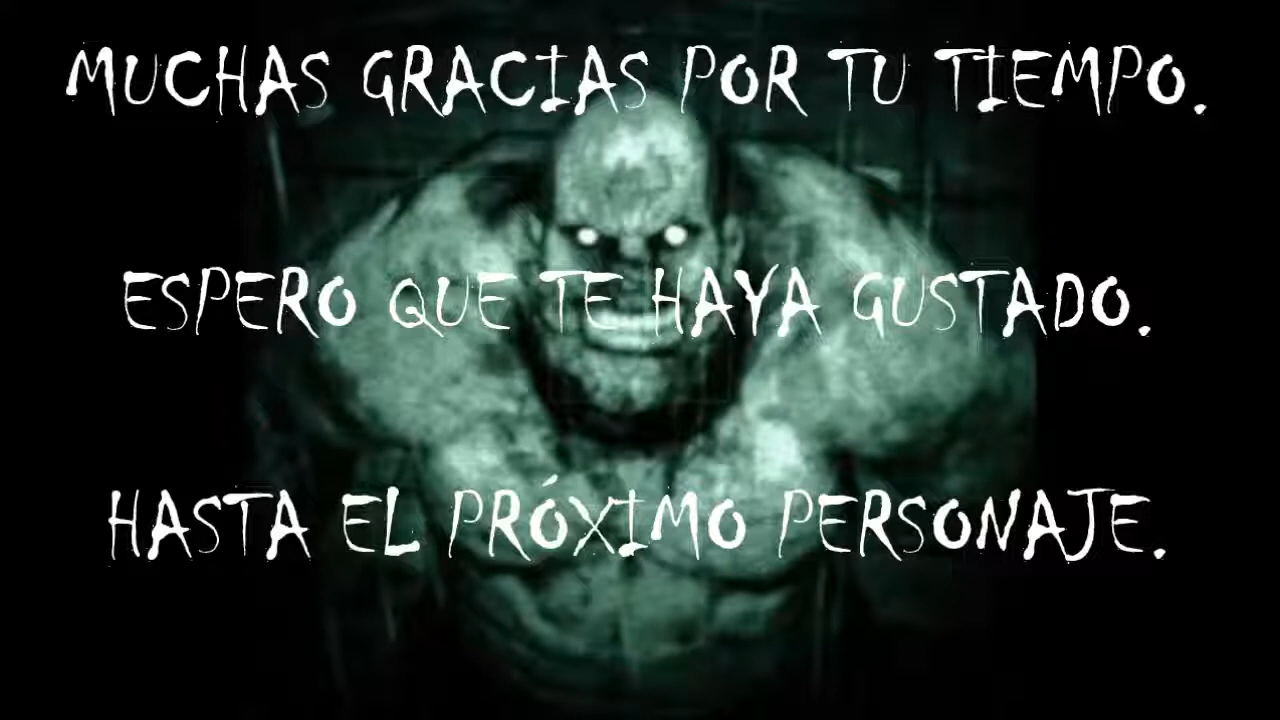 MUCHAS GRACIAS POR TU TIEMPO.
ESPERO QUE TE HAYA GUSTADO.
HASTA EL PRÓXIMO PERSONAJE.